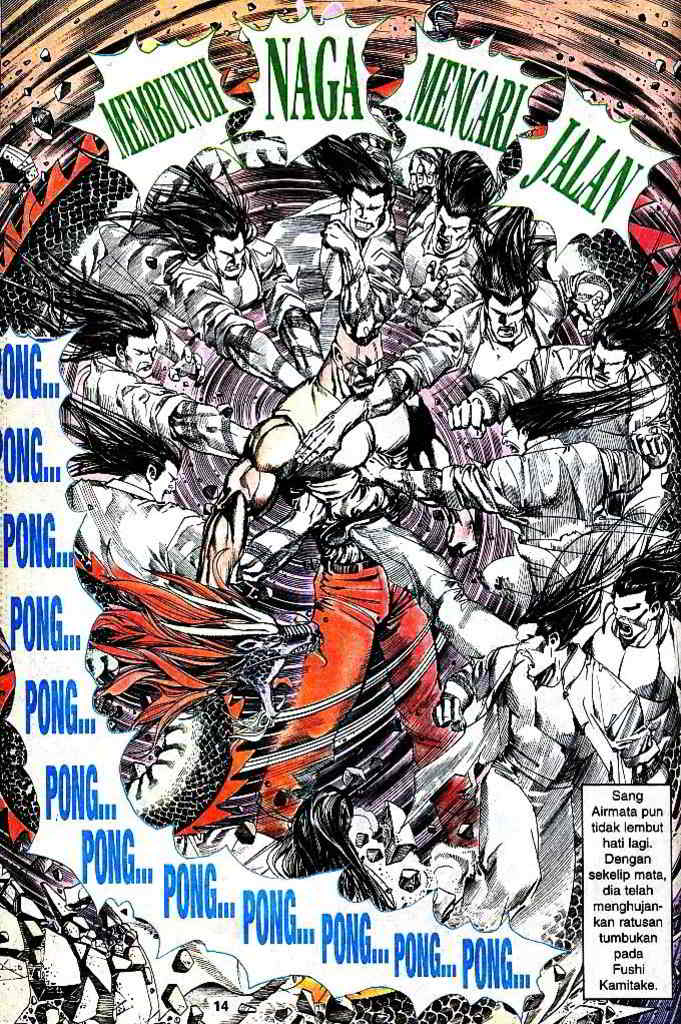 MEMBUNUH
NAGA
MENCARI
JALAN
PONG...
PONG...
PONG...
PONG...
PONG...
PONG...
PONG...
PONG...
PONG...
PONG...
PONG...
PONG...
Sang
Airmata pun
tidak lembut
hati lagi.
Dengan
sekelip mata,
dia telah
menghujan-
kan ratusan
tumbukan
pada
Fushi
Kamitake.
14